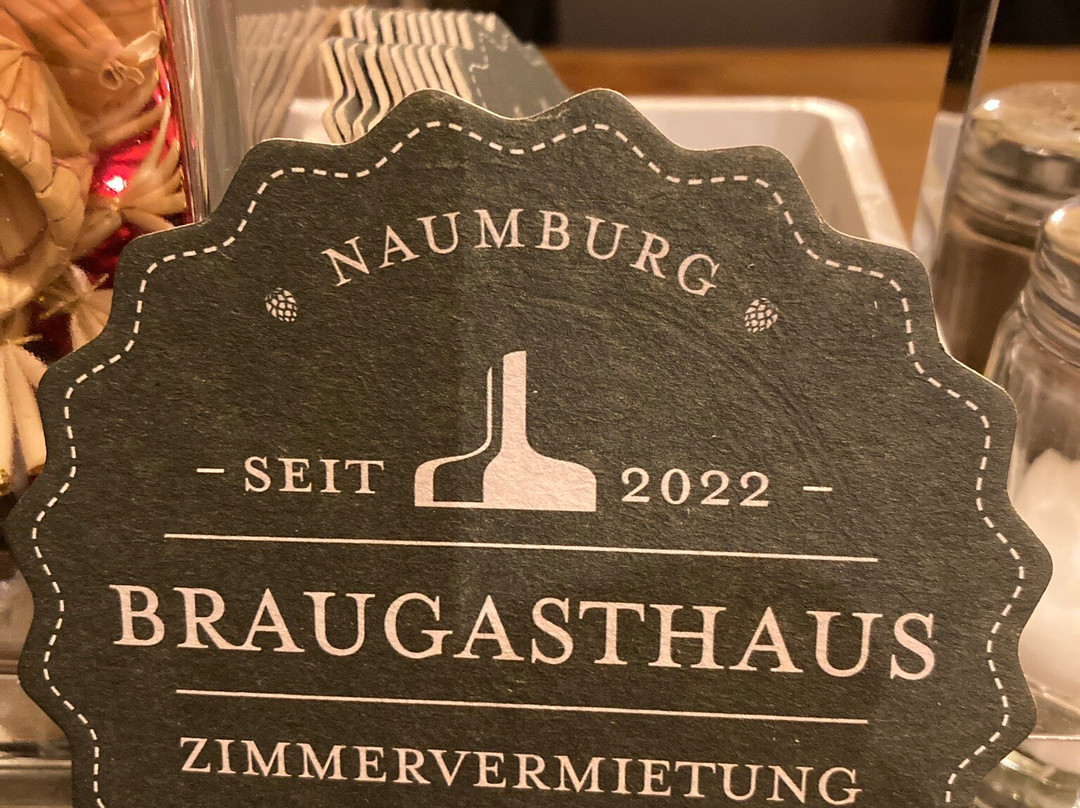 NAUMBURG
– SEIT 2022 –
BRAUGASTHAUS
ZIMMERVERMIETUNG